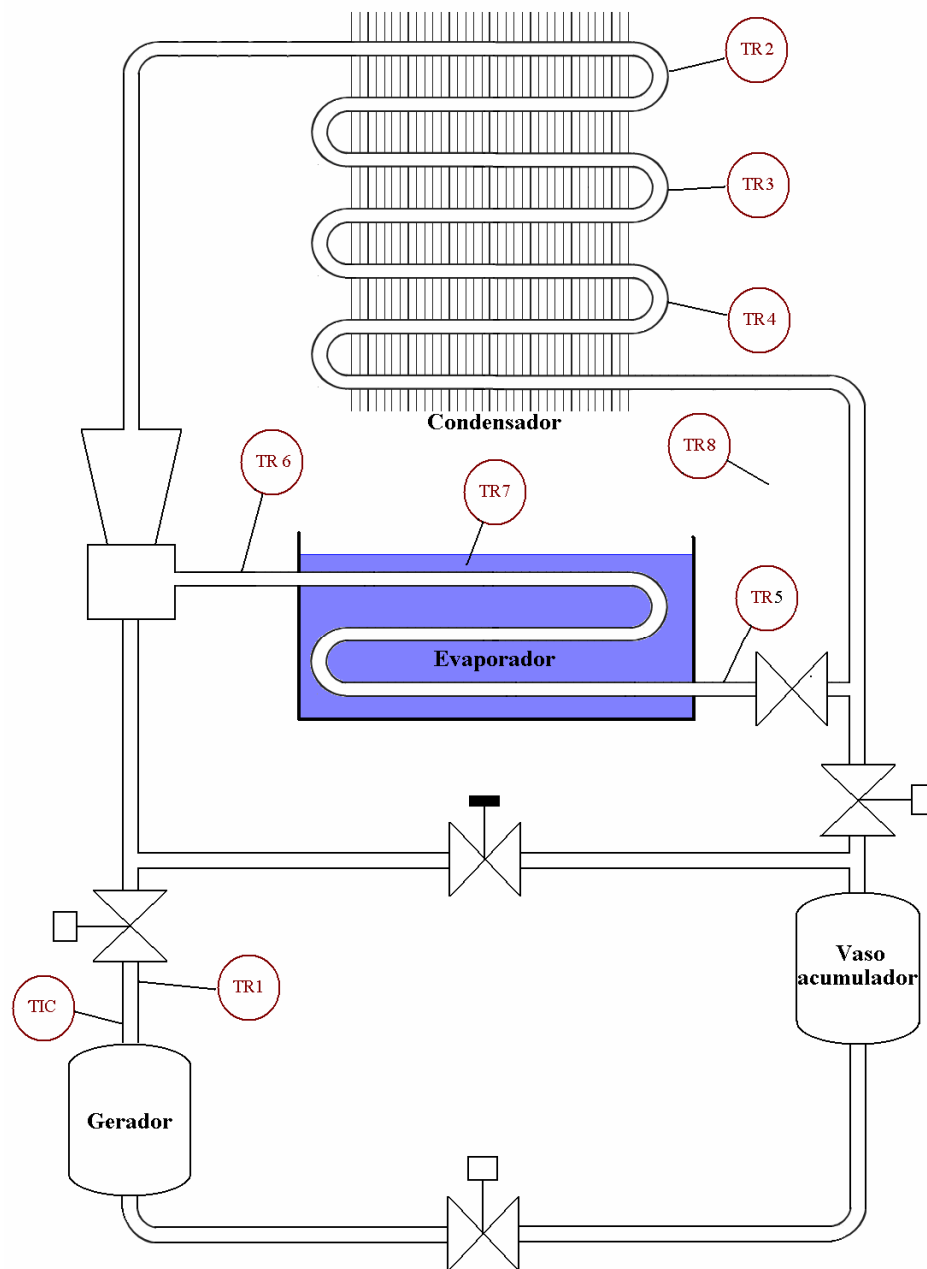 TR2
TR3
TR4
Condensador
TR8
TR 6
TR7
TR5
Evaporador
Vaso
acumulador
TR1
TIC
Gerador